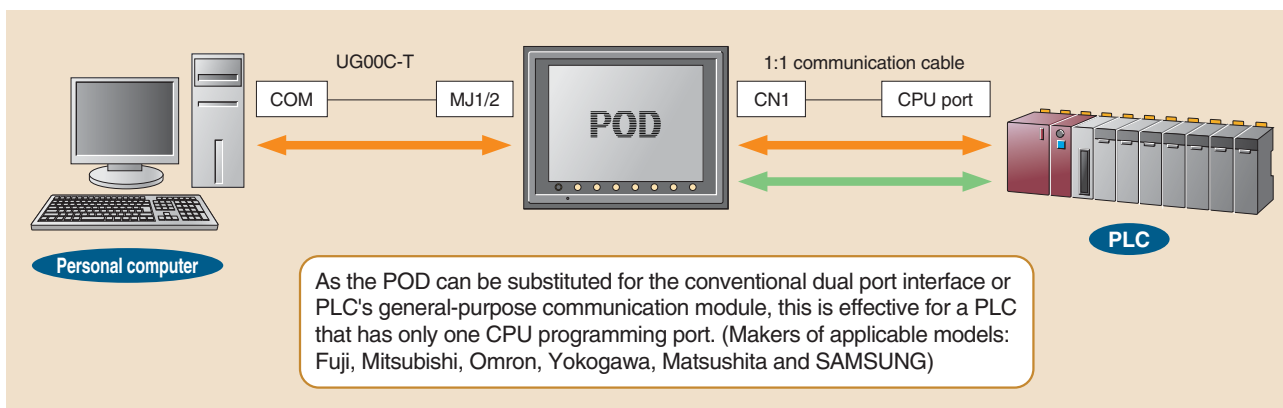 UG00C-T
1:1 communication cable
COM
MJ1/2
CN1
CPU port
POD
Personal computer
PLC
As the POD can be substituted for the conventional dual port interface or
PLC's general-purpose communication module, this is effective for a PLC
that has only one CPU programming port. (Makers of applicable models:
Fuji, Mitsubishi, Omron, Yokogawa, Matsushita and SAMSUNG)